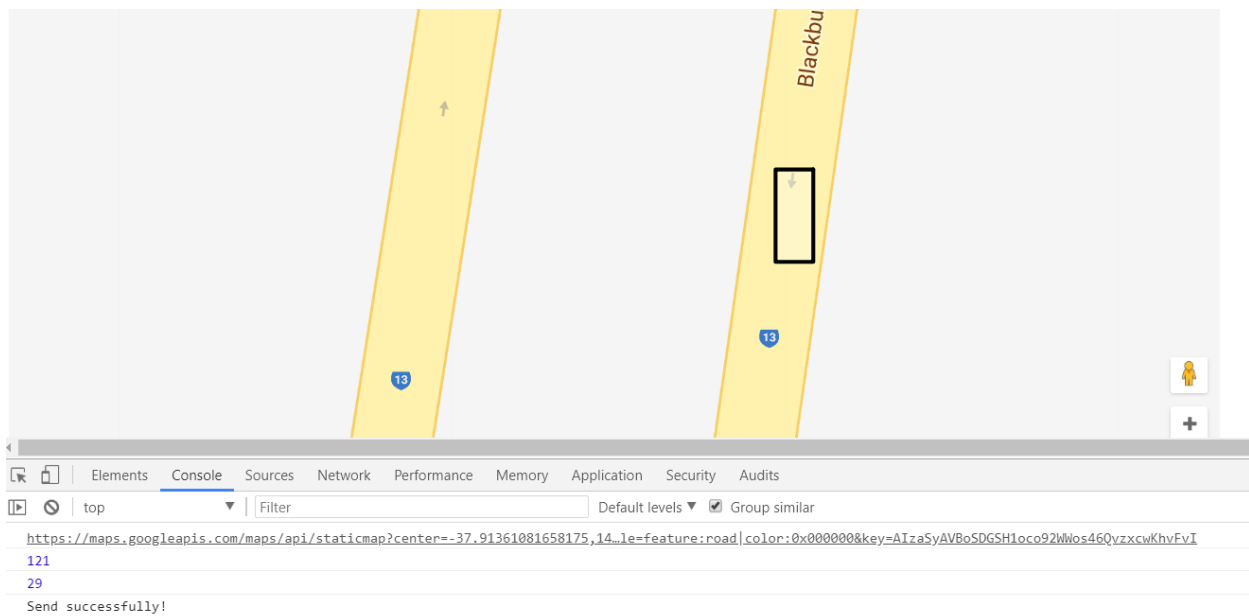 Blackbu
13
13
Elements Console Sources Network Performance Memory Application Security Audits
top Filter Default levels Group similar
https://maps.googleapis.com/maps/api/staticmap?center=-37.91361081658175,14…le=feature:road|color:0x000000&key=AIzaSyAVBoSDGSH1oco92WWos46QvzxcwKhvFvI
121
29
Send successfully!